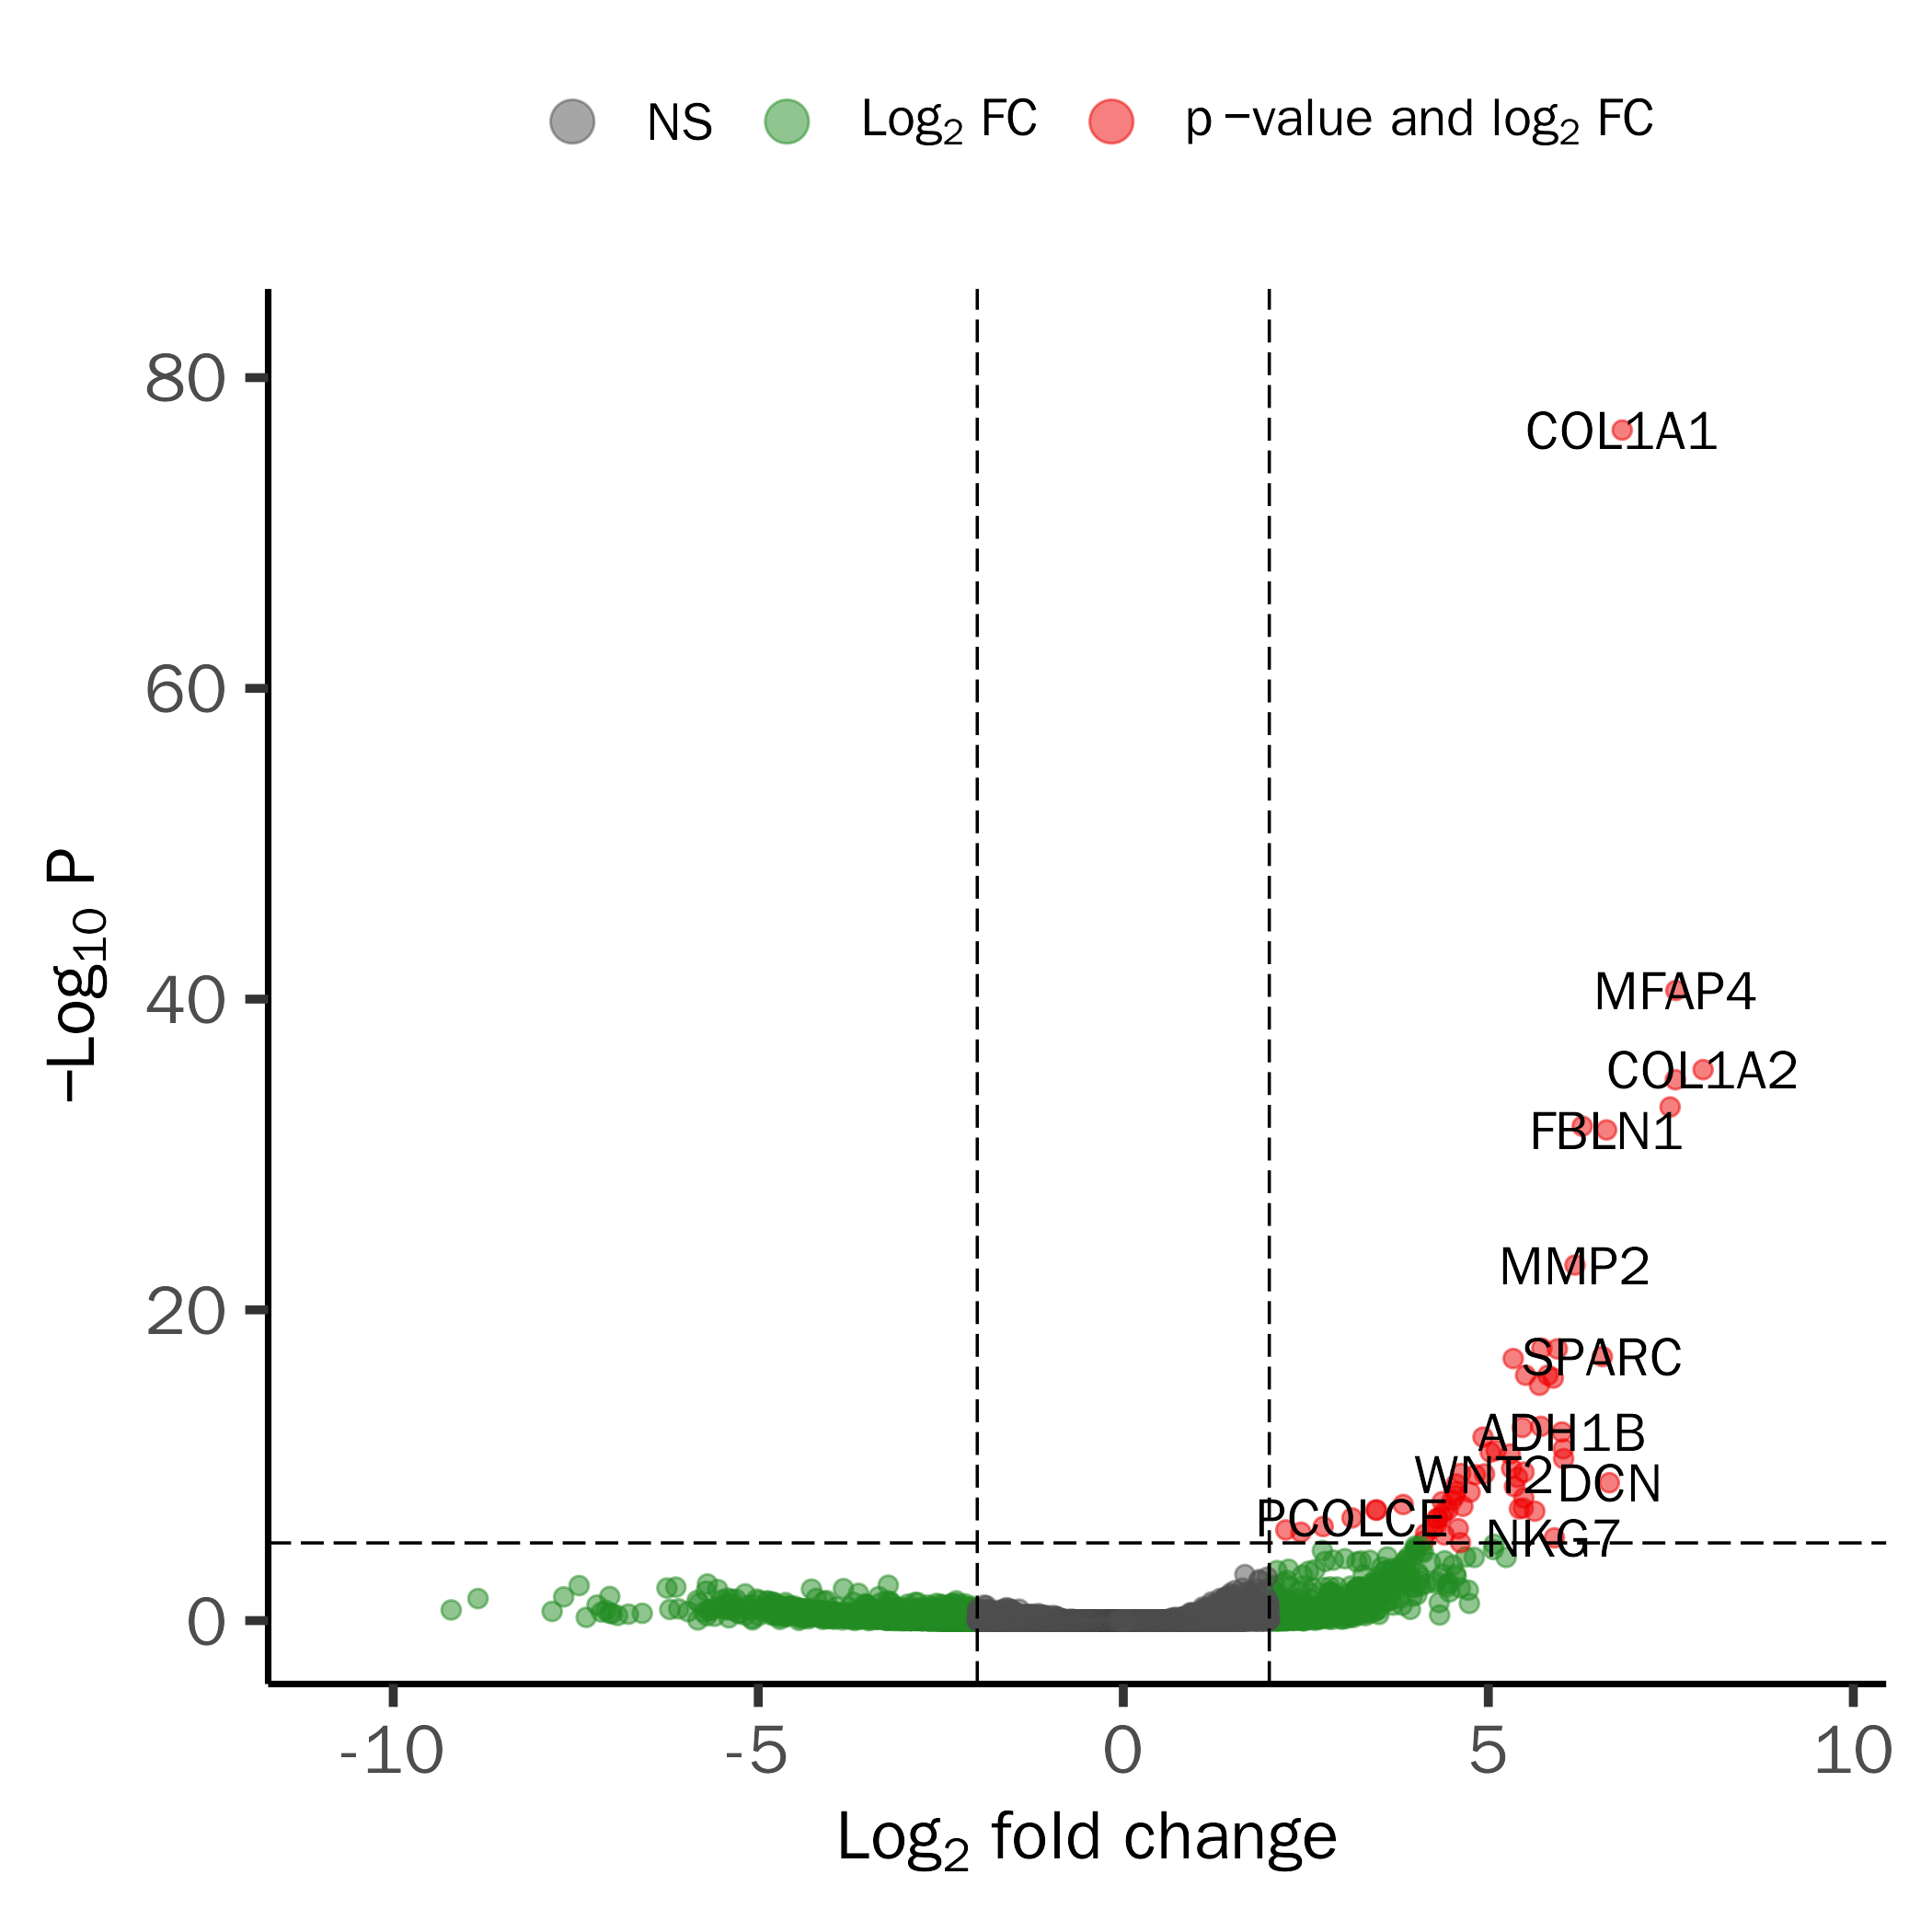 NS Log₂ FC p −value and log₂ FC
80
60
40
20
0
−Log₁₀ P
COL1A1
MFAP4
COL1A2
FBLN1
MMP2
SPARC
ADH1B
WNT2
DCN
PCOLCE
NKG7
-10 -5 0 5 10
Log₂ fold change